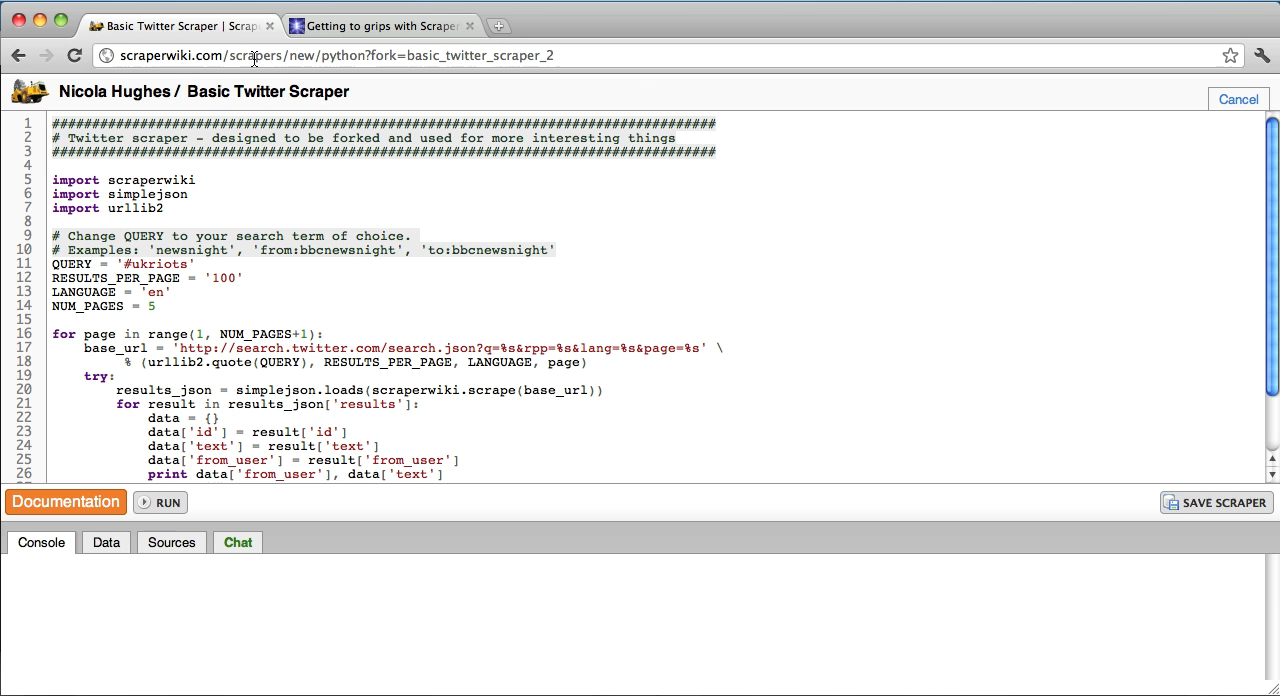 Basic Twitter Scraper | Scrape
Getting to grips with Scraper
scraperwiki.com/scrapers/new/python?fork=basic_twitter_scraper_2
Nicola Hughes / Basic Twitter Scraper
Cancel
1 ###################################################################################
2 # Twitter scraper - designed to be forked and used for more interesting things
3 ###################################################################################
4
5 import scraperwiki
6 import simplejson
7 import urllib2
8
9 # Change QUERY to your search term of choice.
10 # Examples: 'newsnight', 'from:bbcnewsnight', 'to:bbcnewsnight'
11 QUERY = '#ukriots'
12 RESULTS_PER_PAGE = '100'
13 LANGUAGE = 'en'
14 NUM_PAGES = 5
15
16 for page in range(1, NUM_PAGES+1):
17     base_url = 'http://search.twitter.com/search.json?q=%s&rpp=%s&lang=%s&page=%s' \
18          % (urllib2.quote(QUERY), RESULTS_PER_PAGE, LANGUAGE, page)
19     try:
20         results_json = simplejson.loads(scraperwiki.scrape(base_url))
21         for result in results_json['results']:
22             data = {}
23             data['id'] = result['id']
24             data['text'] = result['text']
25             data['from_user'] = result['from_user']
26             print data['from_user'], data['text']
Documentation
RUN
SAVE SCRAPER
Console
Data
Sources
Chat